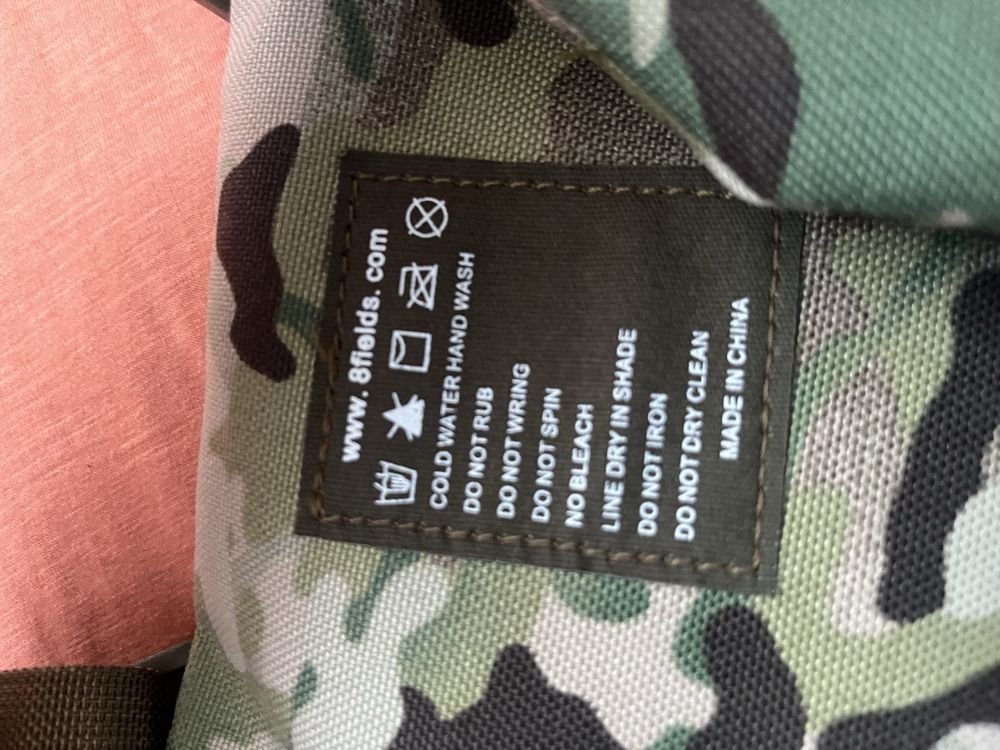 www. 8fields. com
COLD WATER HAND WASH
DO NOT RUB
DO NOT WRING
DO NOT SPIN
NO BLEACH
LINE DRY IN SHADE
DO NOT IRON
DO NOT DRY CLEAN
MADE IN CHINA